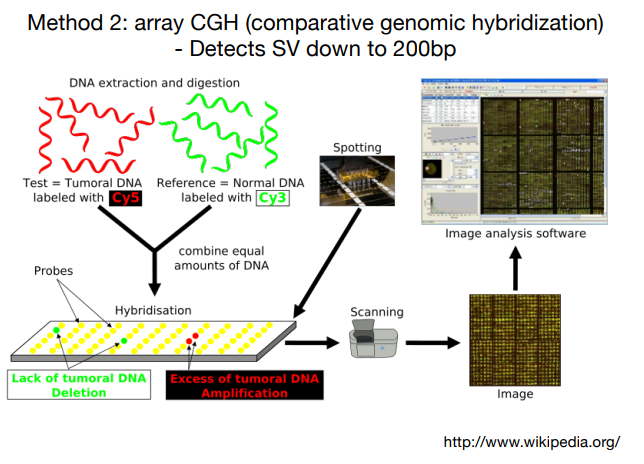 Method 2: array CGH (comparative genomic hybridization)
- Detects SV down to 200bp
DNA extraction and digestion
Test = Tumoral DNA
labeled with Cy5
Reference = Normal DNA
labeled with Cy3
Spotting
Image analysis software
combine equal
amounts of DNA
Probes
Hybridisation
Scanning
Lack of tumoral DNA
Deletion
Excess of tumoral DNA
Amplification
Image
http://www.wikipedia.org/